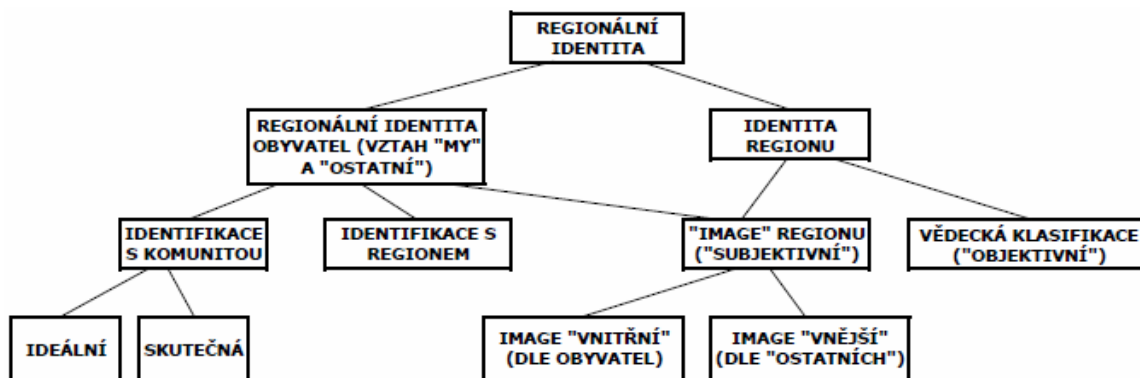 REGIONÁLNÍ
IDENTITA
REGIONÁLNÍ IDENTITA
OBYVATEL (VZTAH "MY"
A "OSTATNÍ")
IDENTITA
REGIONU
IDENTIFIKACE
S KOMUNITOU
IDENTIFIKACE S
REGIONEM
"IMAGE" REGIONU
("SUBJEKTIVNÍ")
VĚDECKÁ KLASIFIKACE
("OBJEKTIVNÍ")
IDEÁLNÍ
SKUTEČNÁ
IMAGE "VNITŘNÍ"
(DLE OBYVATEL)
IMAGE "VNĚJŠÍ"
(DLE "OSTATNÍCH")